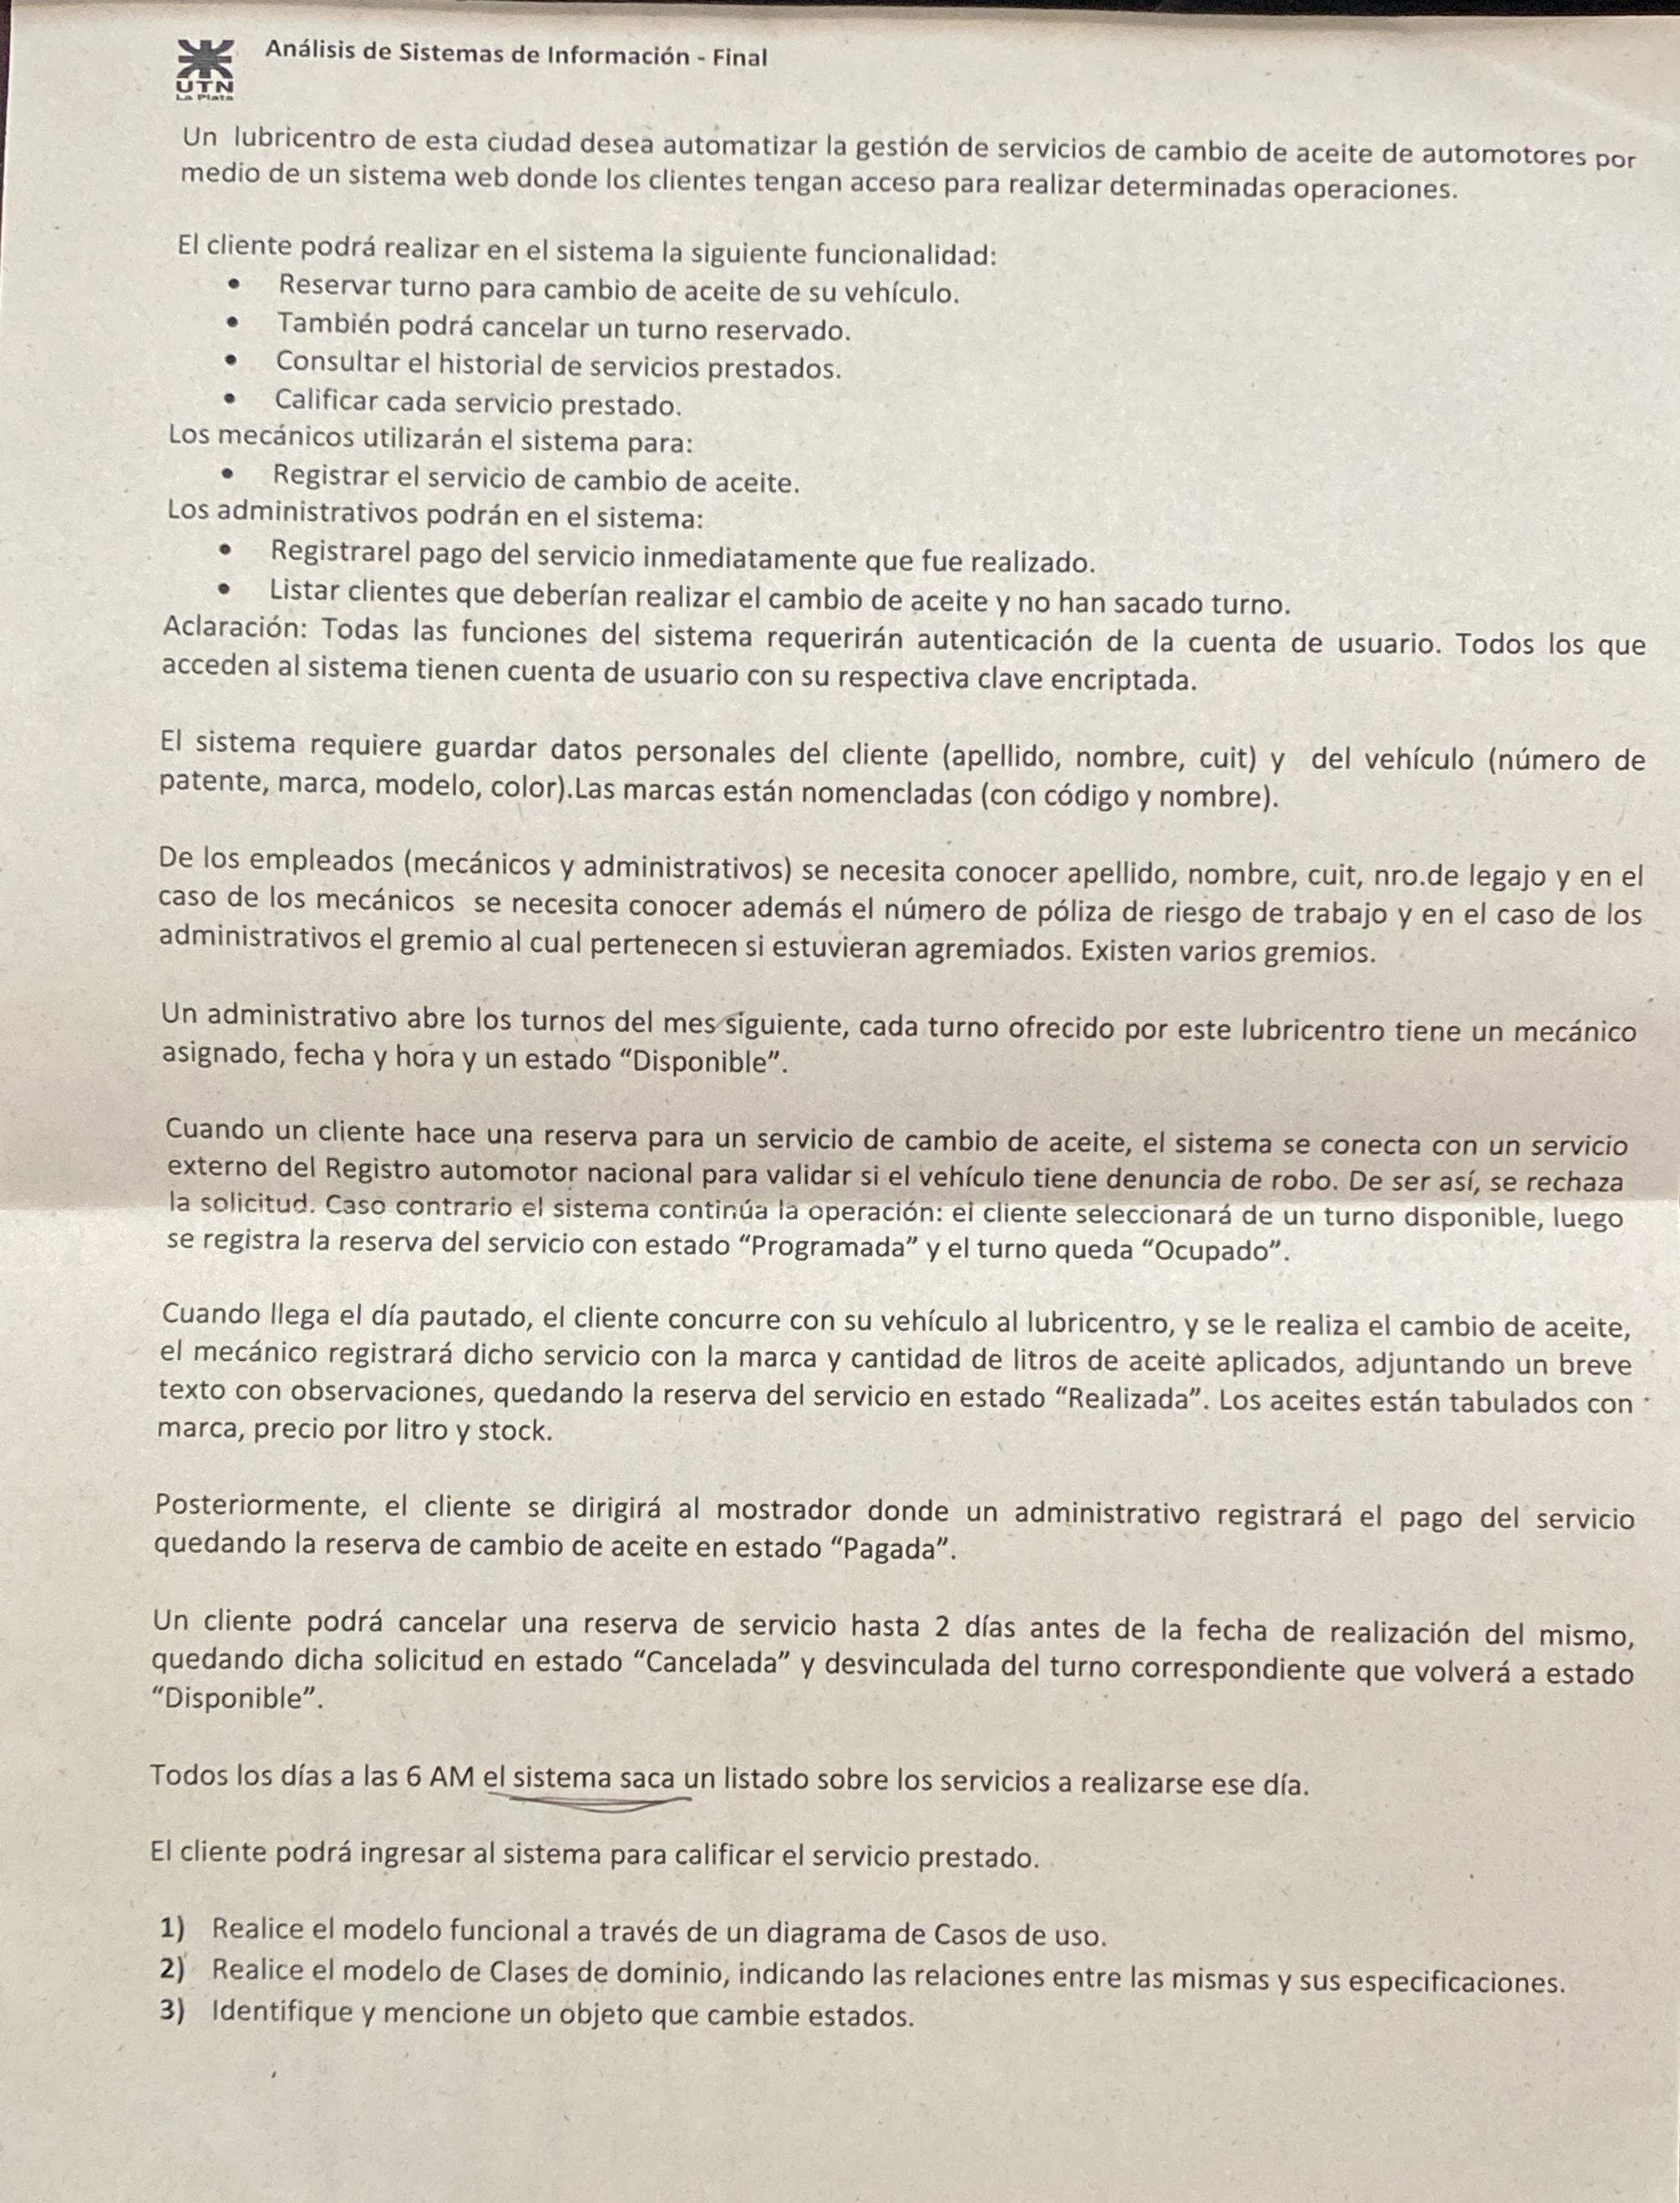 Análisis de Sistemas de Información - Final
UTN
La Plata
Un lubricentro de esta ciudad desea automatizar la gestión de servicios de cambio de aceite de automotores por
medio de un sistema web donde los clientes tengan acceso para realizar determinadas operaciones.
El cliente podrá realizar en el sistema la siguiente funcionalidad:
• Reservar turno para cambio de aceite de su vehículo.
• También podrá cancelar un turno reservado.
• Consultar el historial de servicios prestados.
• Calificar cada servicio prestado.
Los mecánicos utilizarán el sistema para:
• Registrar el servicio de cambio de aceite.
Los administrativos podrán en el sistema:
• Registrarel pago del servicio inmediatamente que fue realizado.
• Listar clientes que deberían realizar el cambio de aceite y no han sacado turno.
Aclaración: Todas las funciones del sistema requerirán autenticación de la cuenta de usuario. Todos los que
acceden al sistema tienen cuenta de usuario con su respectiva clave encriptada.
El sistema requiere guardar datos personales del cliente (apellido, nombre, cuit) y del vehículo (número de
patente, marca, modelo, color).Las marcas están nomencladas (con código y nombre).
De los empleados (mecánicos y administrativos) se necesita conocer apellido, nombre, cuit, nro.de legajo y en el
caso de los mecánicos se necesita conocer además el número de póliza de riesgo de trabajo y en el caso de los
administrativos el gremio al cual pertenecen si estuvieran agremiados. Existen varios gremios.
Un administrativo abre los turnos del mes siguiente, cada turno ofrecido por este lubricentro tiene un mecánico
asignado, fecha y hora y un estado “Disponible”.
Cuando un cliente hace una reserva para un servicio de cambio de aceite, el sistema se conecta con un servicio
externo del Registro automotor nacional para validar si el vehículo tiene denuncia de robo. De ser así, se rechaza
la solicitud. Caso contrario el sistema continúa la operación: el cliente seleccionará de un turno disponible, luego
se registra la reserva del servicio con estado “Programada” y el turno queda “Ocupado”.
Cuando llega el día pautado, el cliente concurre con su vehículo al lubricentro, y se le realiza el cambio de aceite,
el mecánico registrará dicho servicio con la marca y cantidad de litros de aceite aplicados, adjuntando un breve
texto con observaciones, quedando la reserva del servicio en estado “Realizada”. Los aceites están tabulados con
marca, precio por litro y stock.
Posteriormente, el cliente se dirigirá al mostrador donde un administrativo registrará el pago del servicio
quedando la reserva de cambio de aceite en estado “Pagada”.
Un cliente podrá cancelar una reserva de servicio hasta 2 días antes de la fecha de realización del mismo,
quedando dicha solicitud en estado “Cancelada” y desvinculada del turno correspondiente que volverá a estado
“Disponible”.
Todos los días a las 6 AM el sistema saca un listado sobre los servicios a realizarse ese día.
El cliente podrá ingresar al sistema para calificar el servicio prestado.
1) Realice el modelo funcional a través de un diagrama de Casos de uso.
2) Realice el modelo de Clases de dominio, indicando las relaciones entre las mismas y sus especificaciones.
3) Identifique y mencione un objeto que cambie estados.